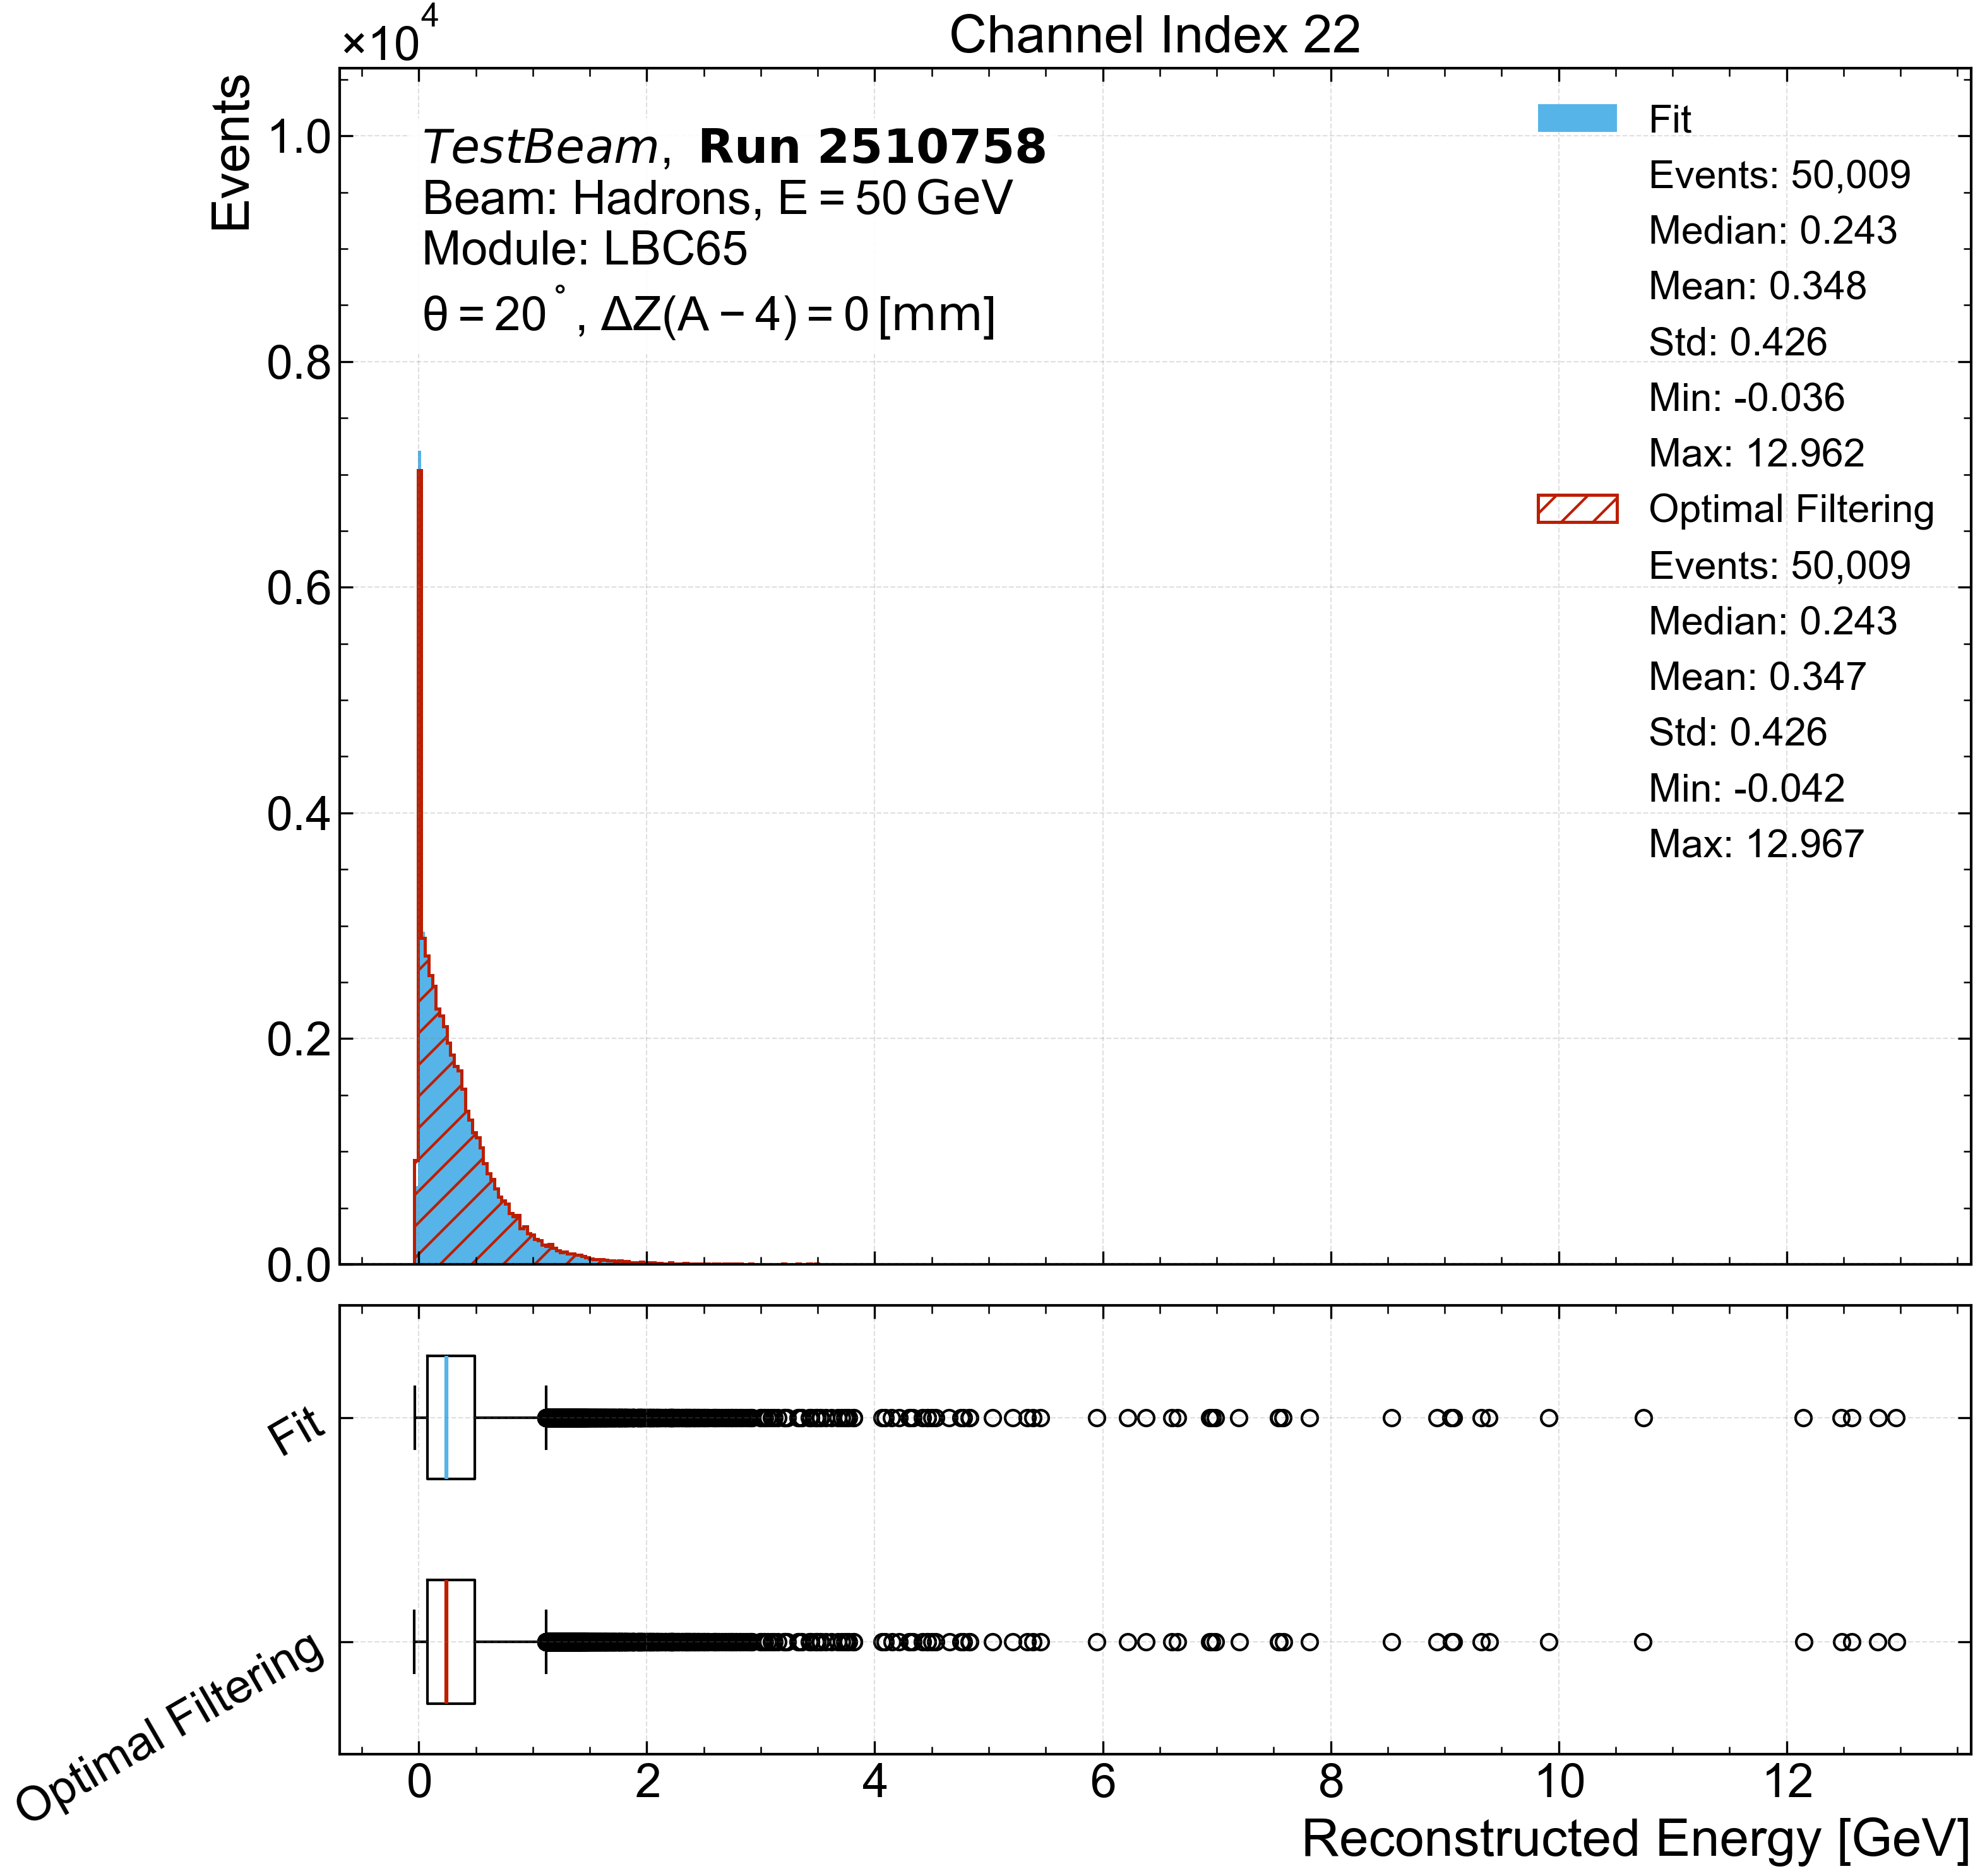 Channel Index 22
×10^4
Events
1.0
0.8
0.6
0.4
0.2
0.0
TestBeam, Run 2510758
Beam: Hadrons, E = 50 GeV
Module: LBC65
θ = 20°, ΔZ(A − 4) = 0 [mm]
Fit
Events: 50,009
Median: 0.243
Mean: 0.348
Std: 0.426
Min: -0.036
Max: 12.962
Optimal Filtering
Events: 50,009
Median: 0.243
Mean: 0.347
Std: 0.426
Min: -0.042
Max: 12.967
Fit
Optimal Filtering
0 2 4 6 8 10 12
Reconstructed Energy [GeV]